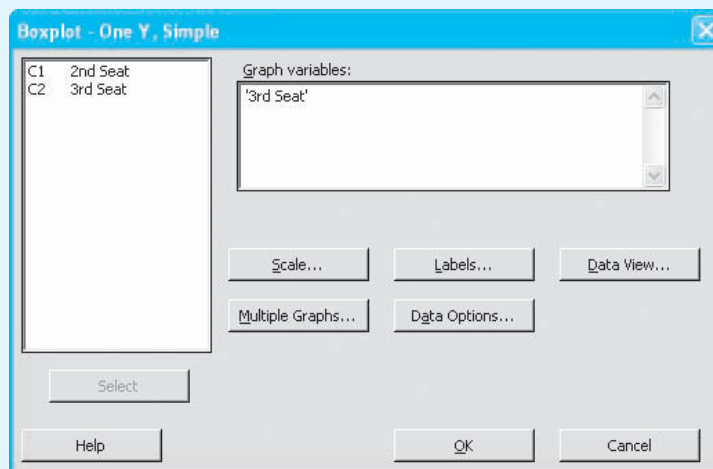 Boxplot - One Y, Simple
C1 2nd Seat
C2 3rd Seat
Graph variables:
'3rd Seat'
Scale... Labels... Data View...
Multiple Graphs... Data Options...
Select
Help OK Cancel